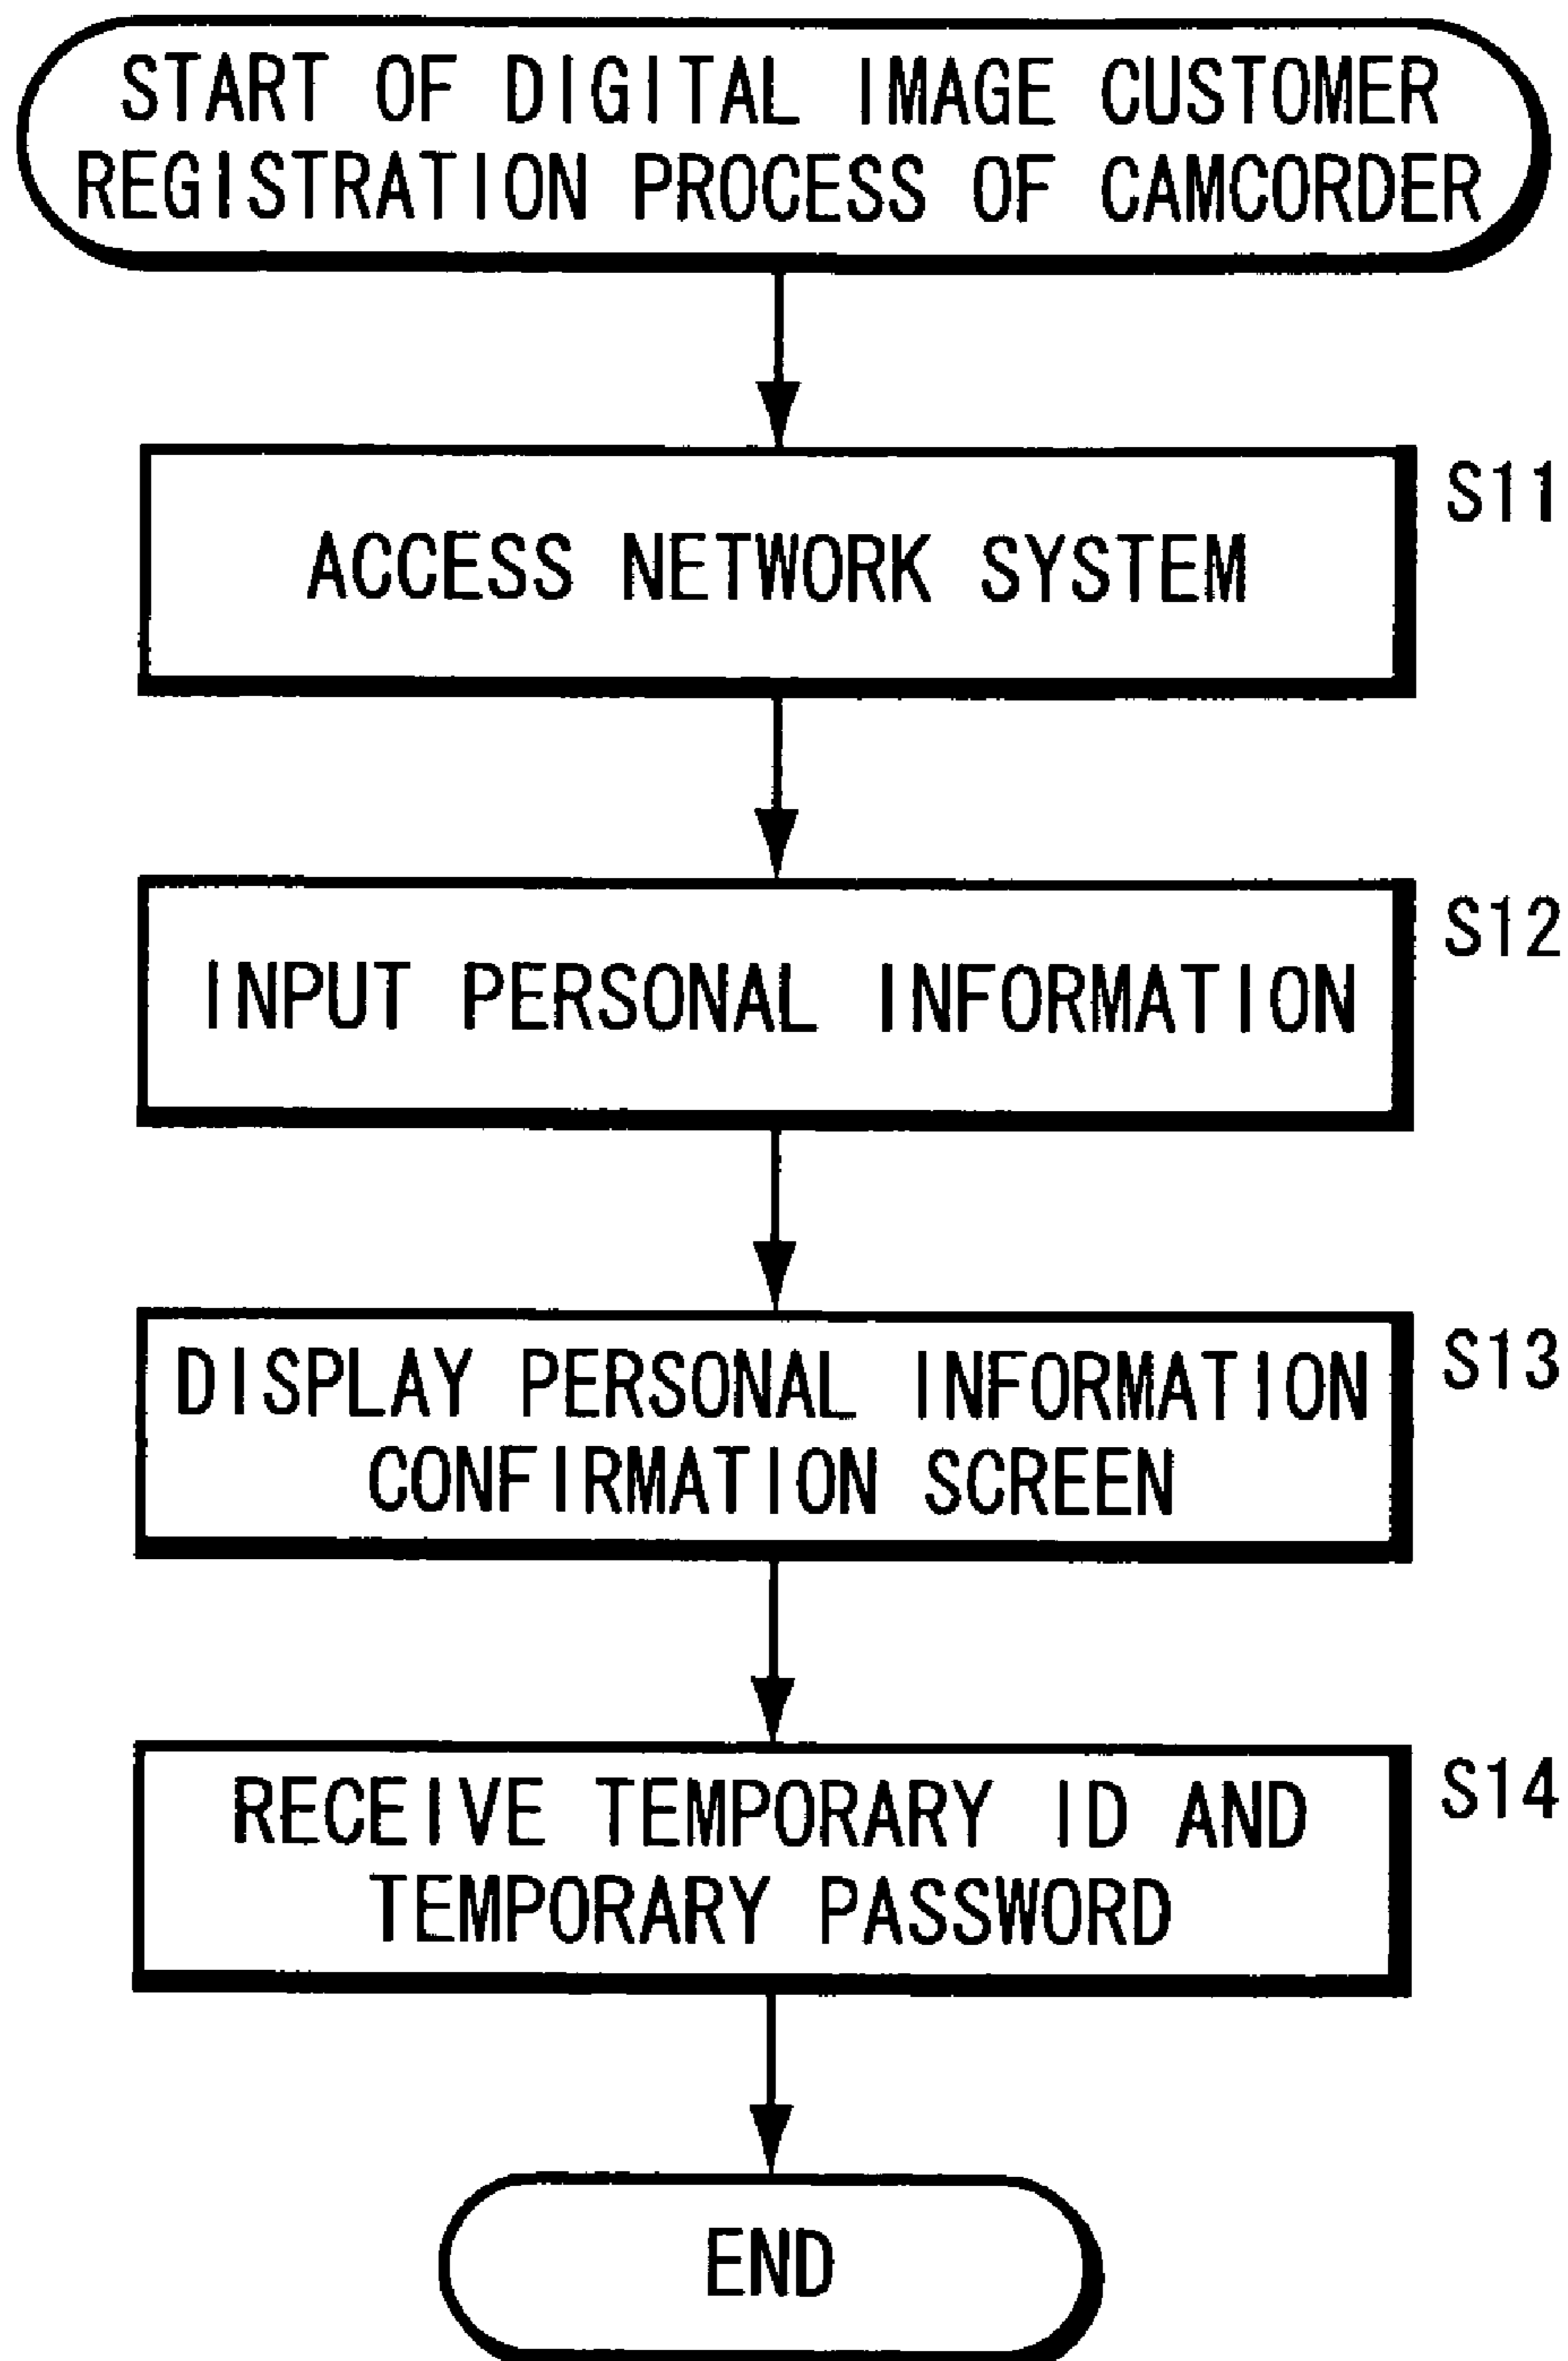 START OF DIGITAL IMAGE CUSTOMER
REGISTRATION PROCESS OF CAMCORDER
S11
ACCESS NETWORK SYSTEM
S12
INPUT PERSONAL INFORMATION
S13
DISPLAY PERSONAL INFORMATION
CONFIRMATION SCREEN
S14
RECEIVE TEMPORARY ID AND
TEMPORARY PASSWORD
END